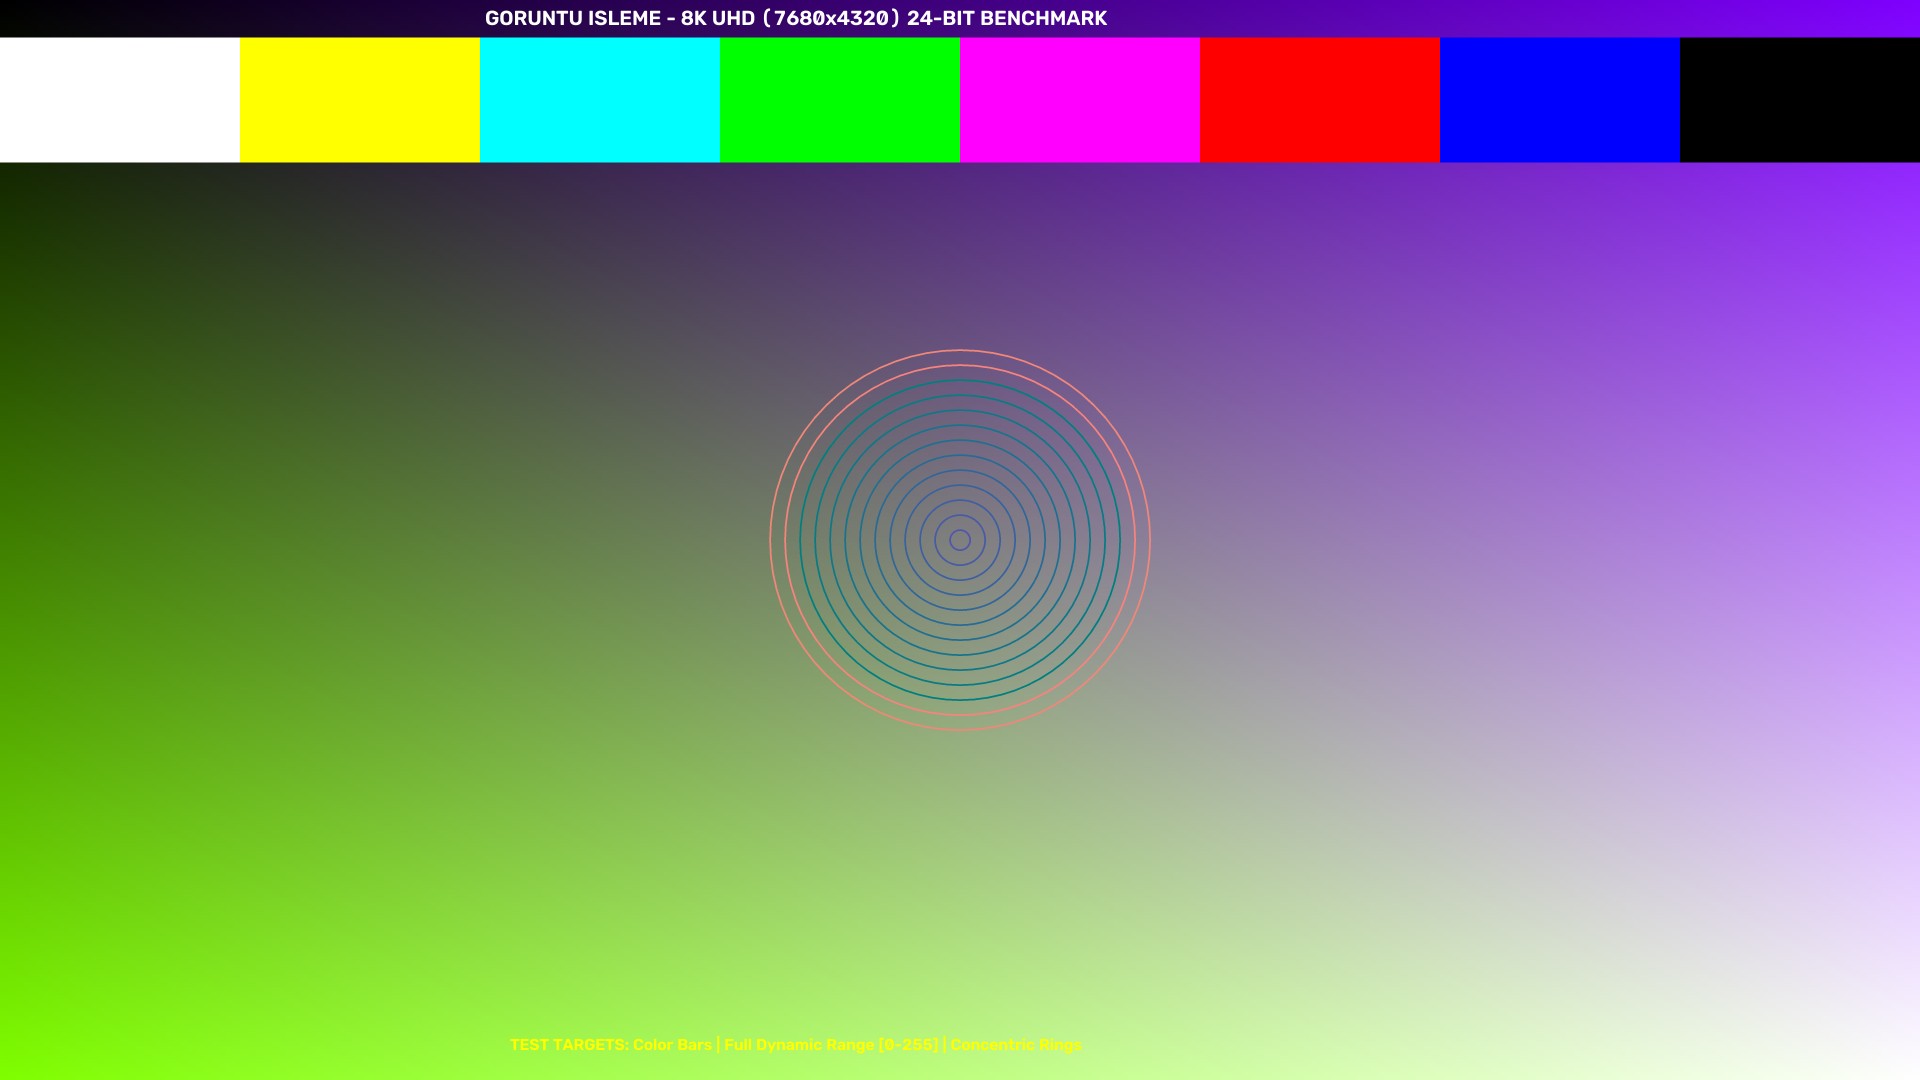 GORUNTU ISLEME - 8K UHD (7680x4320) 24-BIT BENCHMARK
TEST TARGETS: Color Bars | Full Dynamic Range [0-255] | Concentric Rings